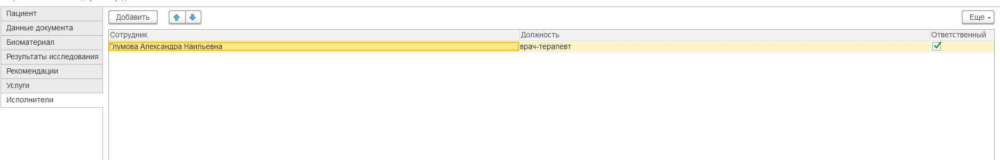 Пациент
Данные документа
Биоматериал
Результаты исследования
Рекомендации
Услуги
Исполнители
Добавить
Еще
Сотрудник Должность Ответственный
Глумова Александра Наильевна врач-терапевт